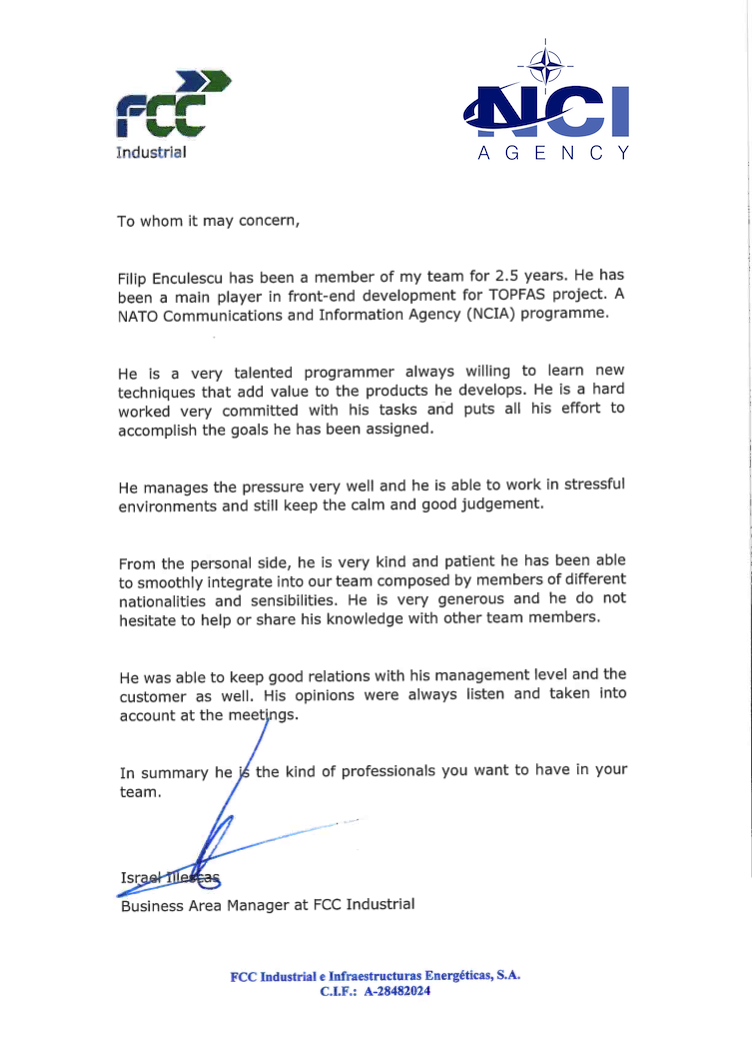 FCC
Industrial
NCI
AGENCY
To whom it may concern,
Filip Enculescu has been a member of my team for 2.5 years. He has
been a main player in front-end development for TOPFAS project. A
NATO Communications and Information Agency (NCIA) programme.
He is a very talented programmer always willing to learn new
techniques that add value to the products he develops. He is a hard
worked very committed with his tasks and puts all his effort to
accomplish the goals he has been assigned.
He manages the pressure very well and he is able to work in stressful
environments and still keep the calm and good judgement.
From the personal side, he is very kind and patient he has been able
to smoothly integrate into our team composed by members of different
nationalities and sensibilities. He is very generous and he do not
hesitate to help or share his knowledge with other team members.
He was able to keep good relations with his management level and the
customer as well. His opinions were always listen and taken into
account at the meetings.
In summary he is the kind of professionals you want to have in your
team.
Israel Illescas
Business Area Manager at FCC Industrial
FCC Industrial e Infraestructuras Energéticas, S.A.
C.I.F.: A-28482024